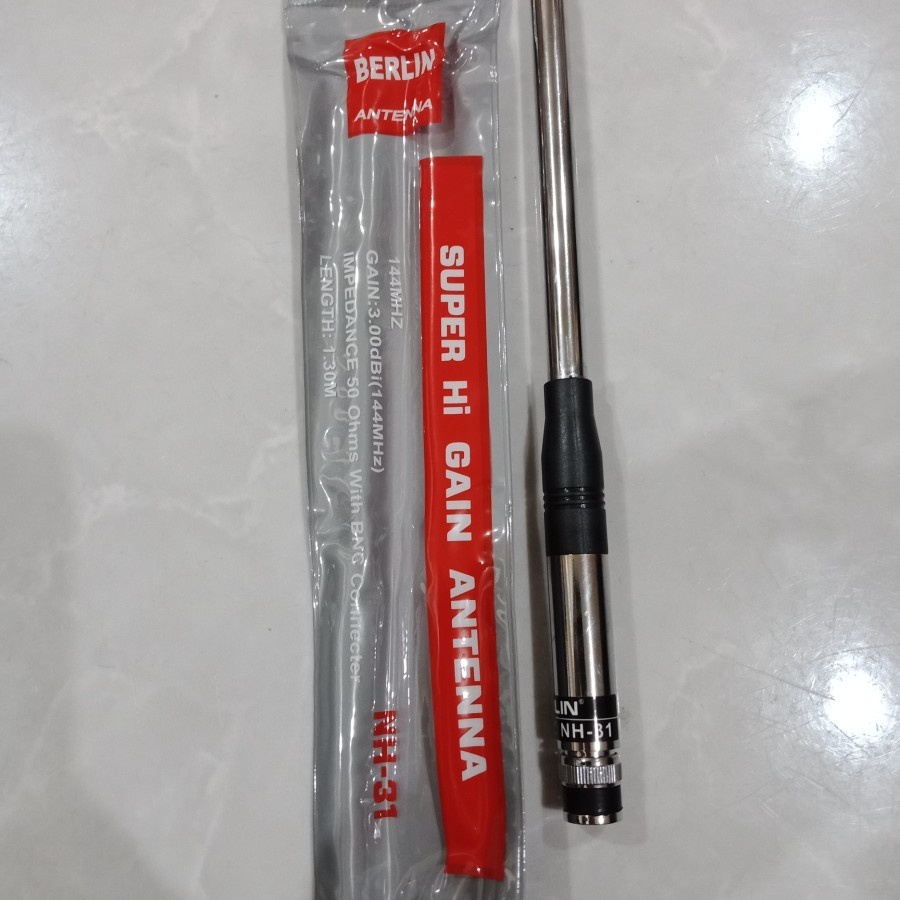 BERLIN
ANTENNA
SUPER Hi GAIN ANTENNA
144MHZ
GAIN:3.00dBi(144MHz)
IMPEDANCE 50 Ohms With BNC Connecter
LENGTH: 1.30M
NH-31
LIN®
NH-31